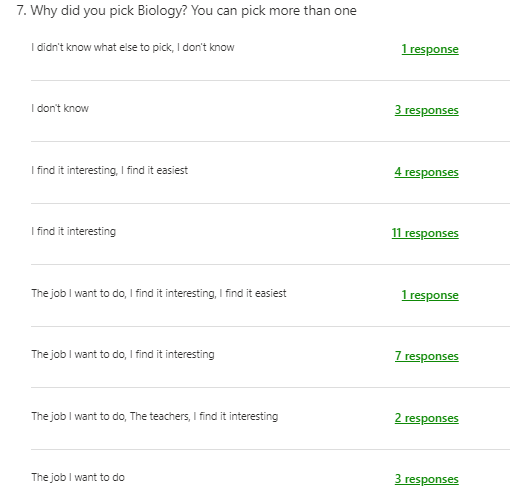 7. Why did you pick Biology? You can pick more than one
I didn't know what else to pick, I don't know 1 response
I don't know 3 responses
I find it interesting, I find it easiest 4 responses
I find it interesting 11 responses
The job I want to do, I find it interesting, I find it easiest 1 response
The job I want to do, I find it interesting 7 responses
The job I want to do, The teachers, I find it interesting 2 responses
The job I want to do 3 responses